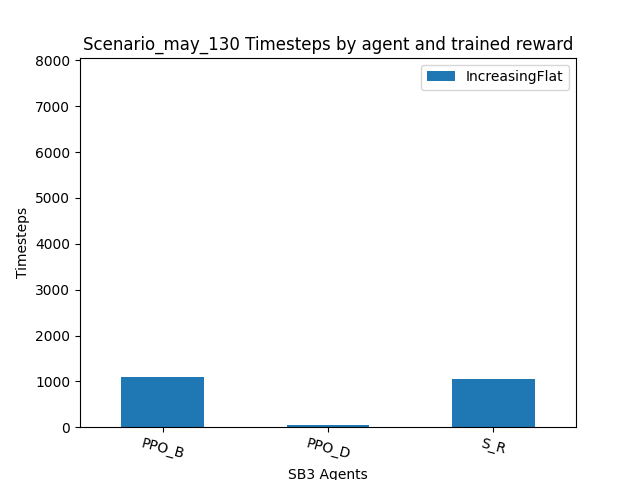 Scenario_may_130 Timesteps by agent and trained reward
IncreasingFlat
8000
7000
6000
5000
4000
3000
2000
1000
0
Timesteps
PPO_B
PPO_D
S_R
SB3 Agents